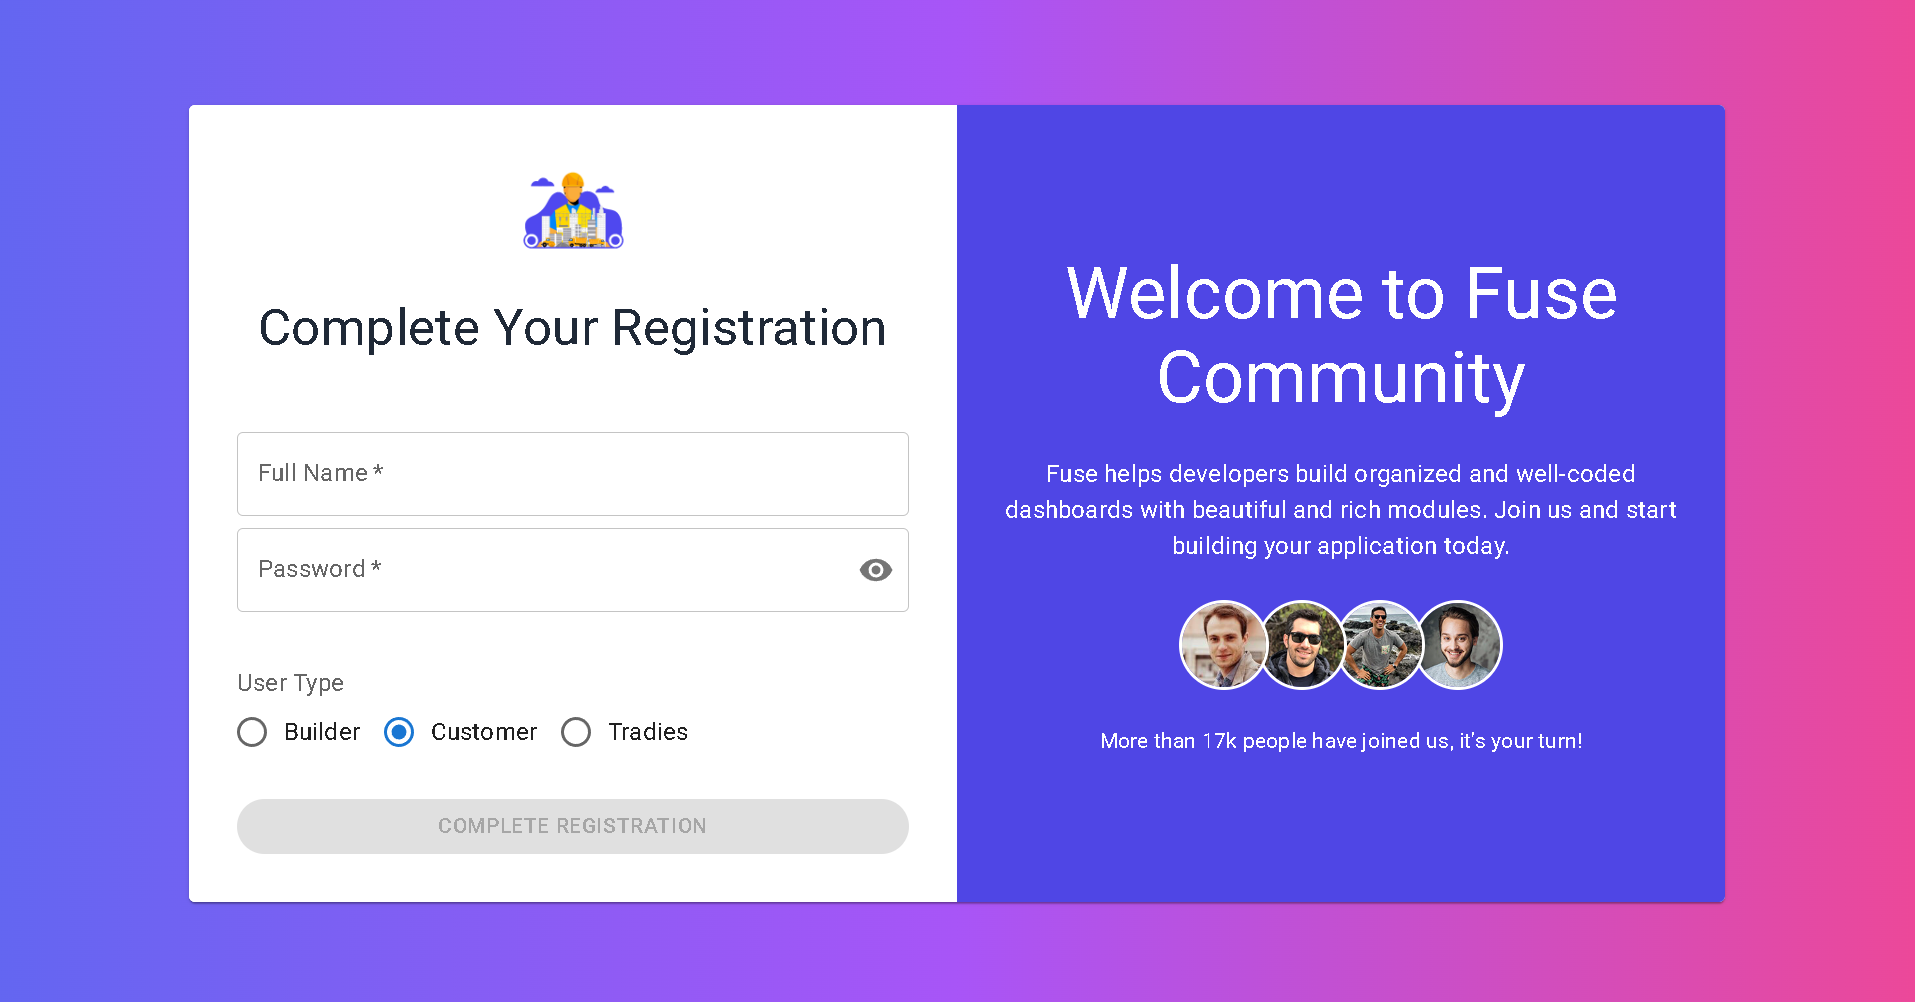 Complete Your Registration
Full Name *
Password *
User Type
Builder Customer Tradies
COMPLETE REGISTRATION
Welcome to Fuse
Community
Fuse helps developers build organized and well-coded
dashboards with beautiful and rich modules. Join us and start
building your application today.
More than 17k people have joined us, it's your turn!